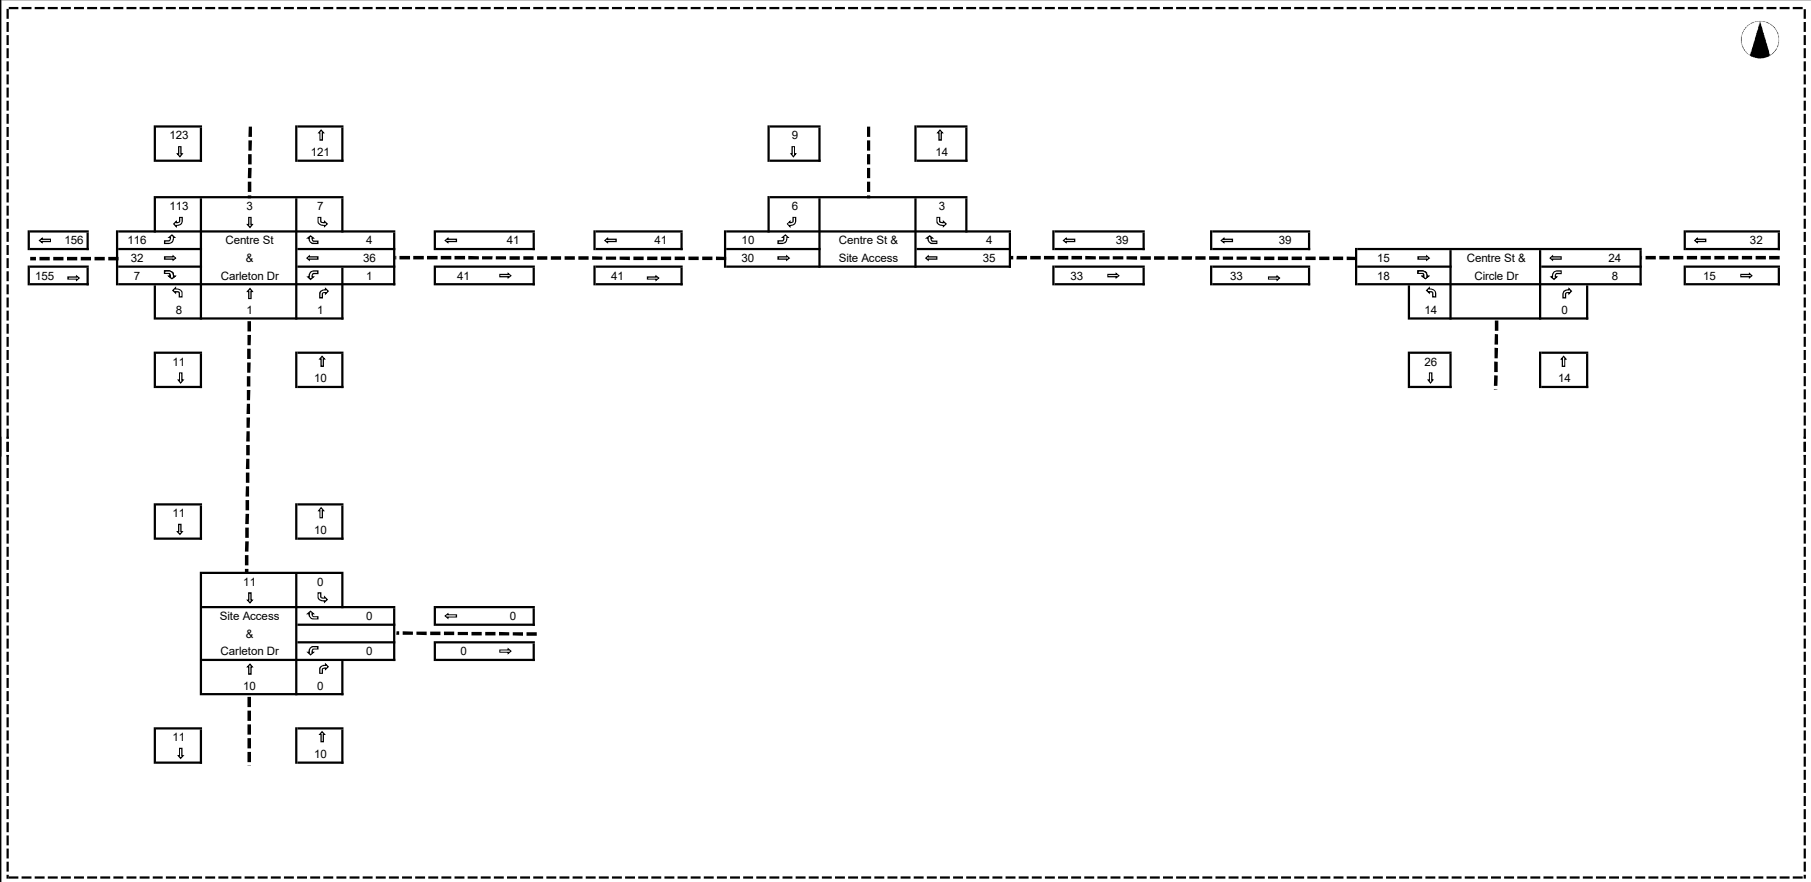 123
121
9
14
113 3 7
6 3
156 116 Centre St 4 41 41 10 Centre St & 4 39 39 32
32 & 36 30 Site Access 35 15 Centre St & 24
155 7 Carleton Dr 1 41 41 33 33 18 Circle Dr 8 15
8 1 1
14 0
11
10
26
14
11
10
11 0
Site Access 0 0
&
Carleton Dr 0 0
10 0
11
10